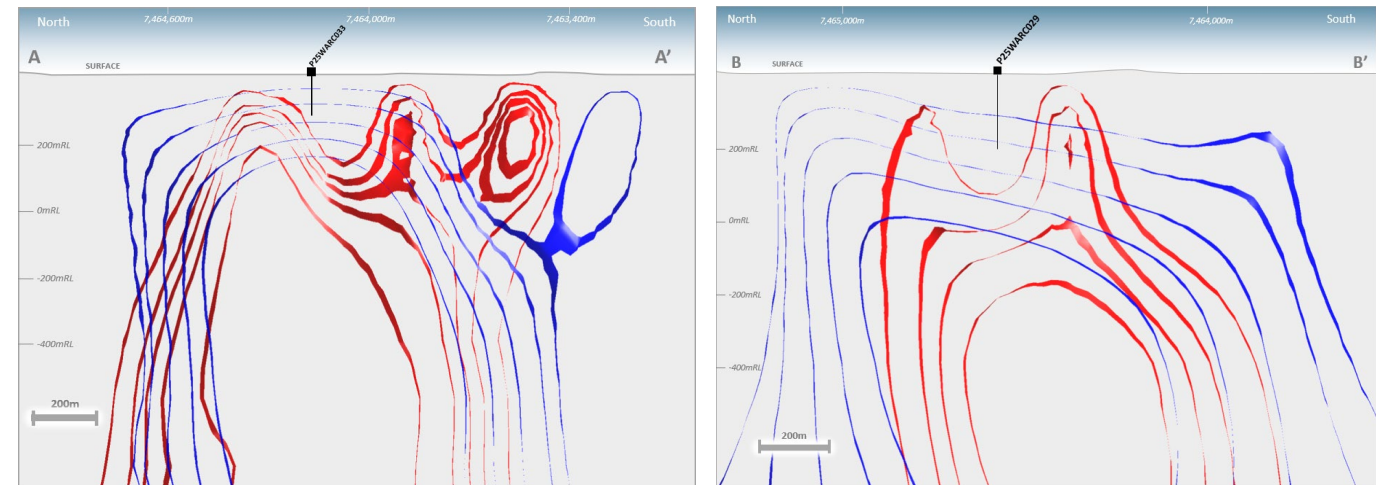 North
7,464,600m
7,464,000m
7,463,400m
South
A
SURFACE
P25WARC033
A'
200mRL
0mRL
-200mRL
-400mRL
200m
North
7,465,000m
7,464,000m
South
B
SURFACE
P25WARC029
B'
200mRL
0mRL
-200mRL
-400mRL
200m